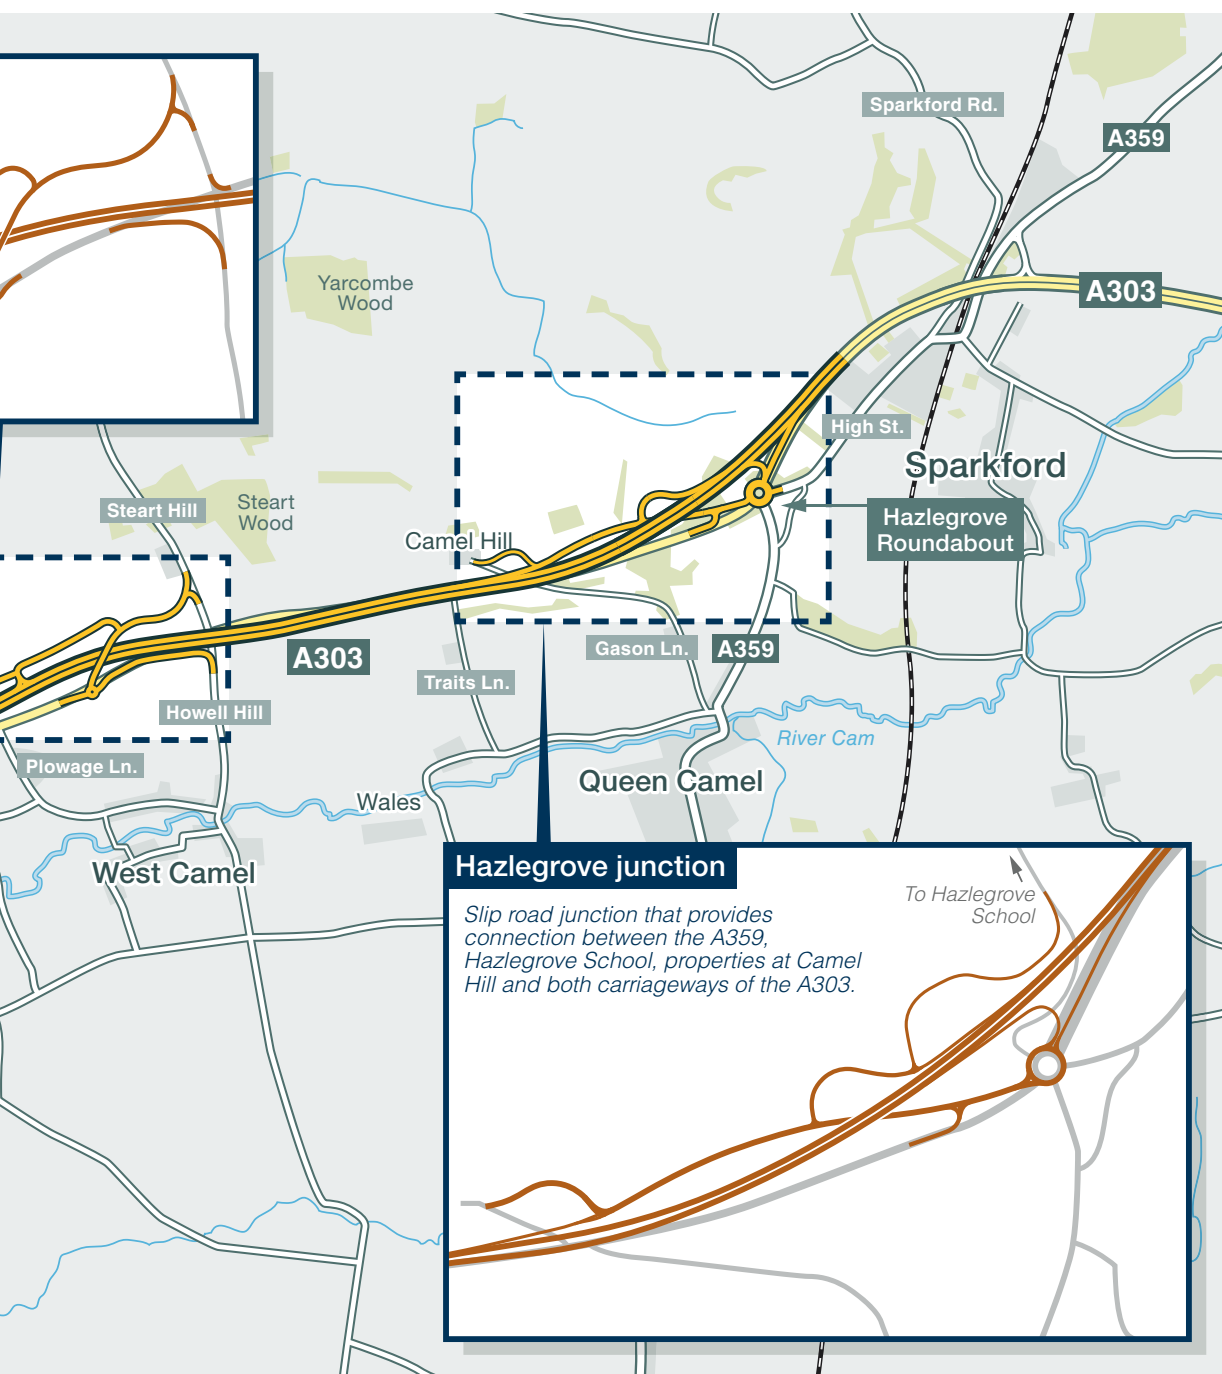 Sparkford Rd.
A359
A303
Yarcombe
Wood
High St.
Sparkford
Steart Hill
Steart
Wood
Hazlegrove
Roundabout
Camel Hill
A303
Gason Ln.
A359
Traits Ln.
Howell Hill
River Cam
Plowage Ln.
Queen Camel
Wales
West Camel
Hazlegrove junction
Slip road junction that provides
connection between the A359,
Hazlegrove School, properties at Camel
Hill and both carriageways of the A303.
To Hazlegrove
School